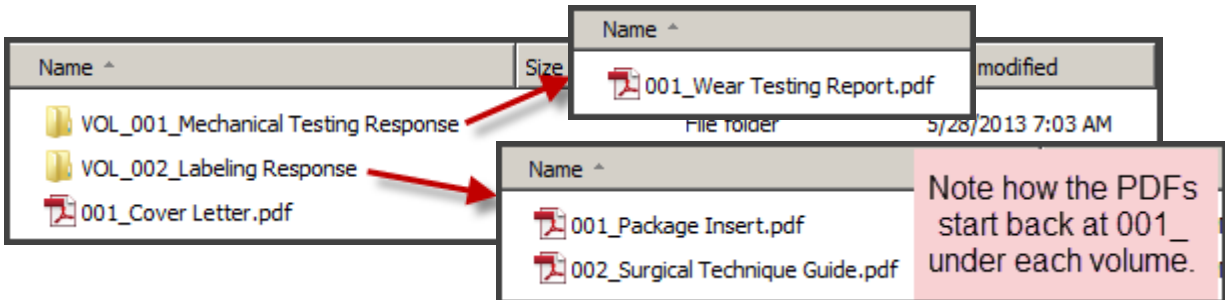 Name
001_Wear Testing Report.pdf
Name Size modified
VOL_001_Mechanical Testing Response File folder 5/28/2013 7:03 AM
VOL_002_Labeling Response
001_Cover Letter.pdf
Name
001_Package Insert.pdf
002_Surgical Technique Guide.pdf
Note how the PDFs
start back at 001_
under each volume.